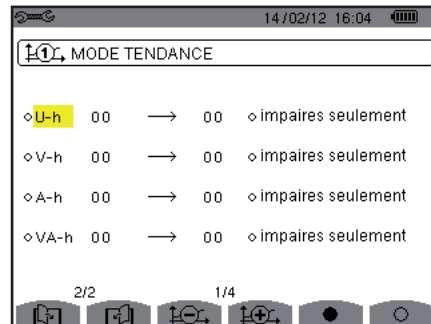 14/02/12 16:04
1 MODE TENDANCE
U-h 00 → 00 impaires seulement
V-h 00 → 00 impaires seulement
A-h 00 → 00 impaires seulement
VA-h 00 → 00 impaires seulement
2/2 1/4